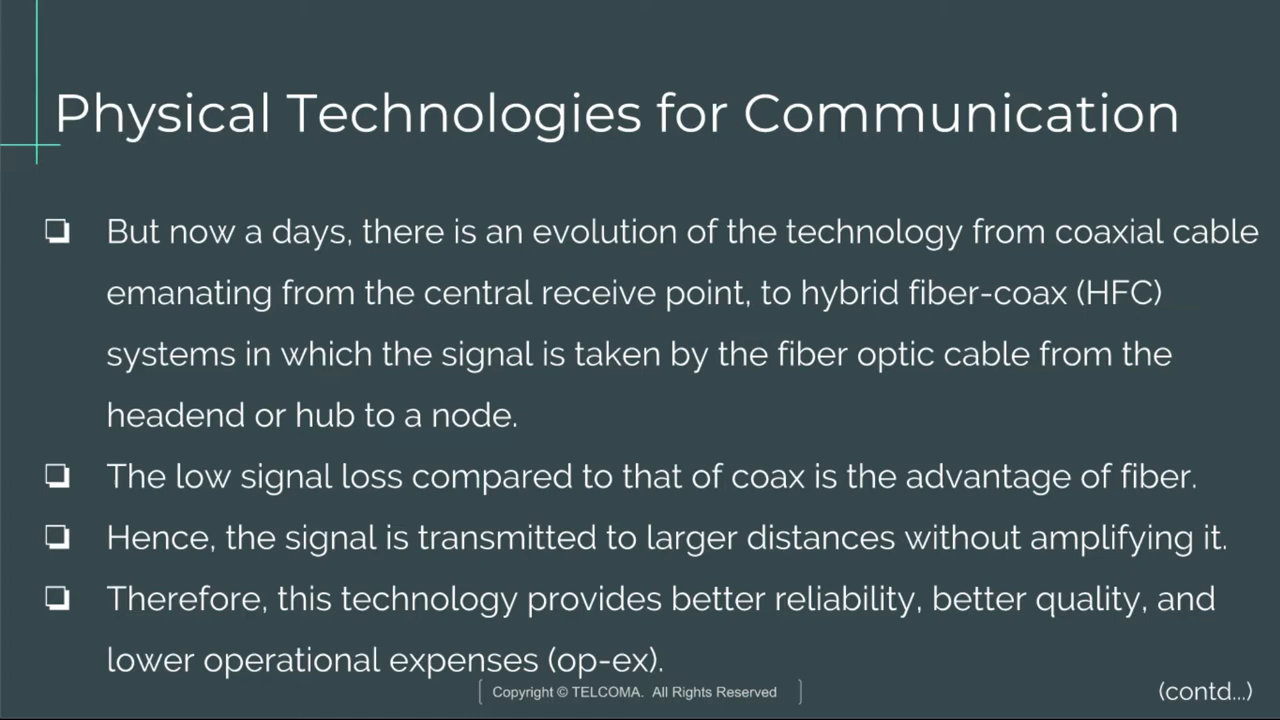 Physical Technologies for Communication
❏ But now a days, there is an evolution of the technology from coaxial cable
emanating from the central receive point, to hybrid fiber-coax (HFC)
systems in which the signal is taken by the fiber optic cable from the
headend or hub to a node.
❏ The low signal loss compared to that of coax is the advantage of fiber.
❏ Hence, the signal is transmitted to larger distances without amplifying it.
❏ Therefore, this technology provides better reliability, better quality, and
lower operational expenses (op-ex).
Copyright © TELCOMA. All Rights Reserved
(contd...)